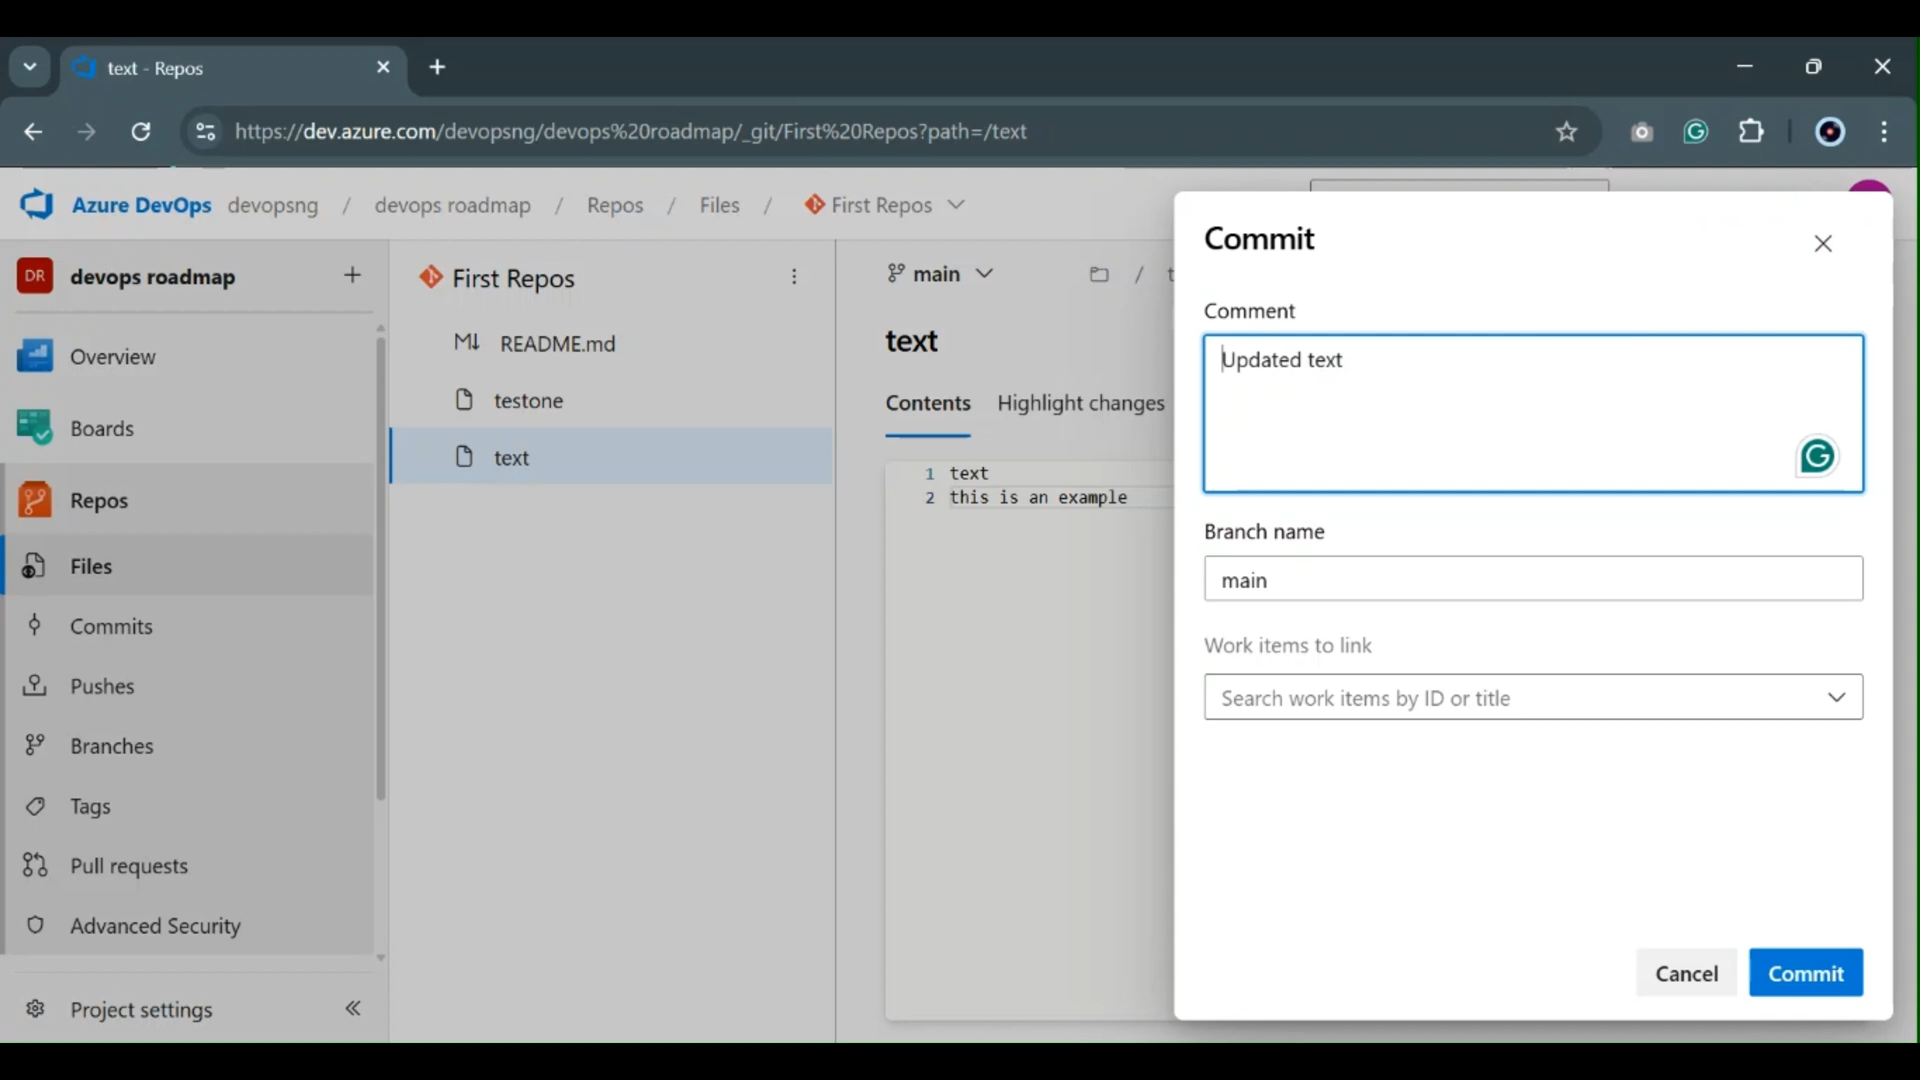 text - Repos
https://dev.azure.com/devopsng/devops%20roadmap/_git/First%20Repos?path=/text
Azure DevOps devopsng / devops roadmap / Repos / Files / First Repos
DR devops roadmap
Overview
Boards
Repos
Files
Commits
Pushes
Branches
Tags
Pull requests
Advanced Security
Project settings
First Repos
README.md
testone
text
main /
text
Contents Highlight changes
1 text
2 this is an example
Commit
Comment
Updated text
Branch name
main
Work items to link
Search work items by ID or title
Cancel Commit